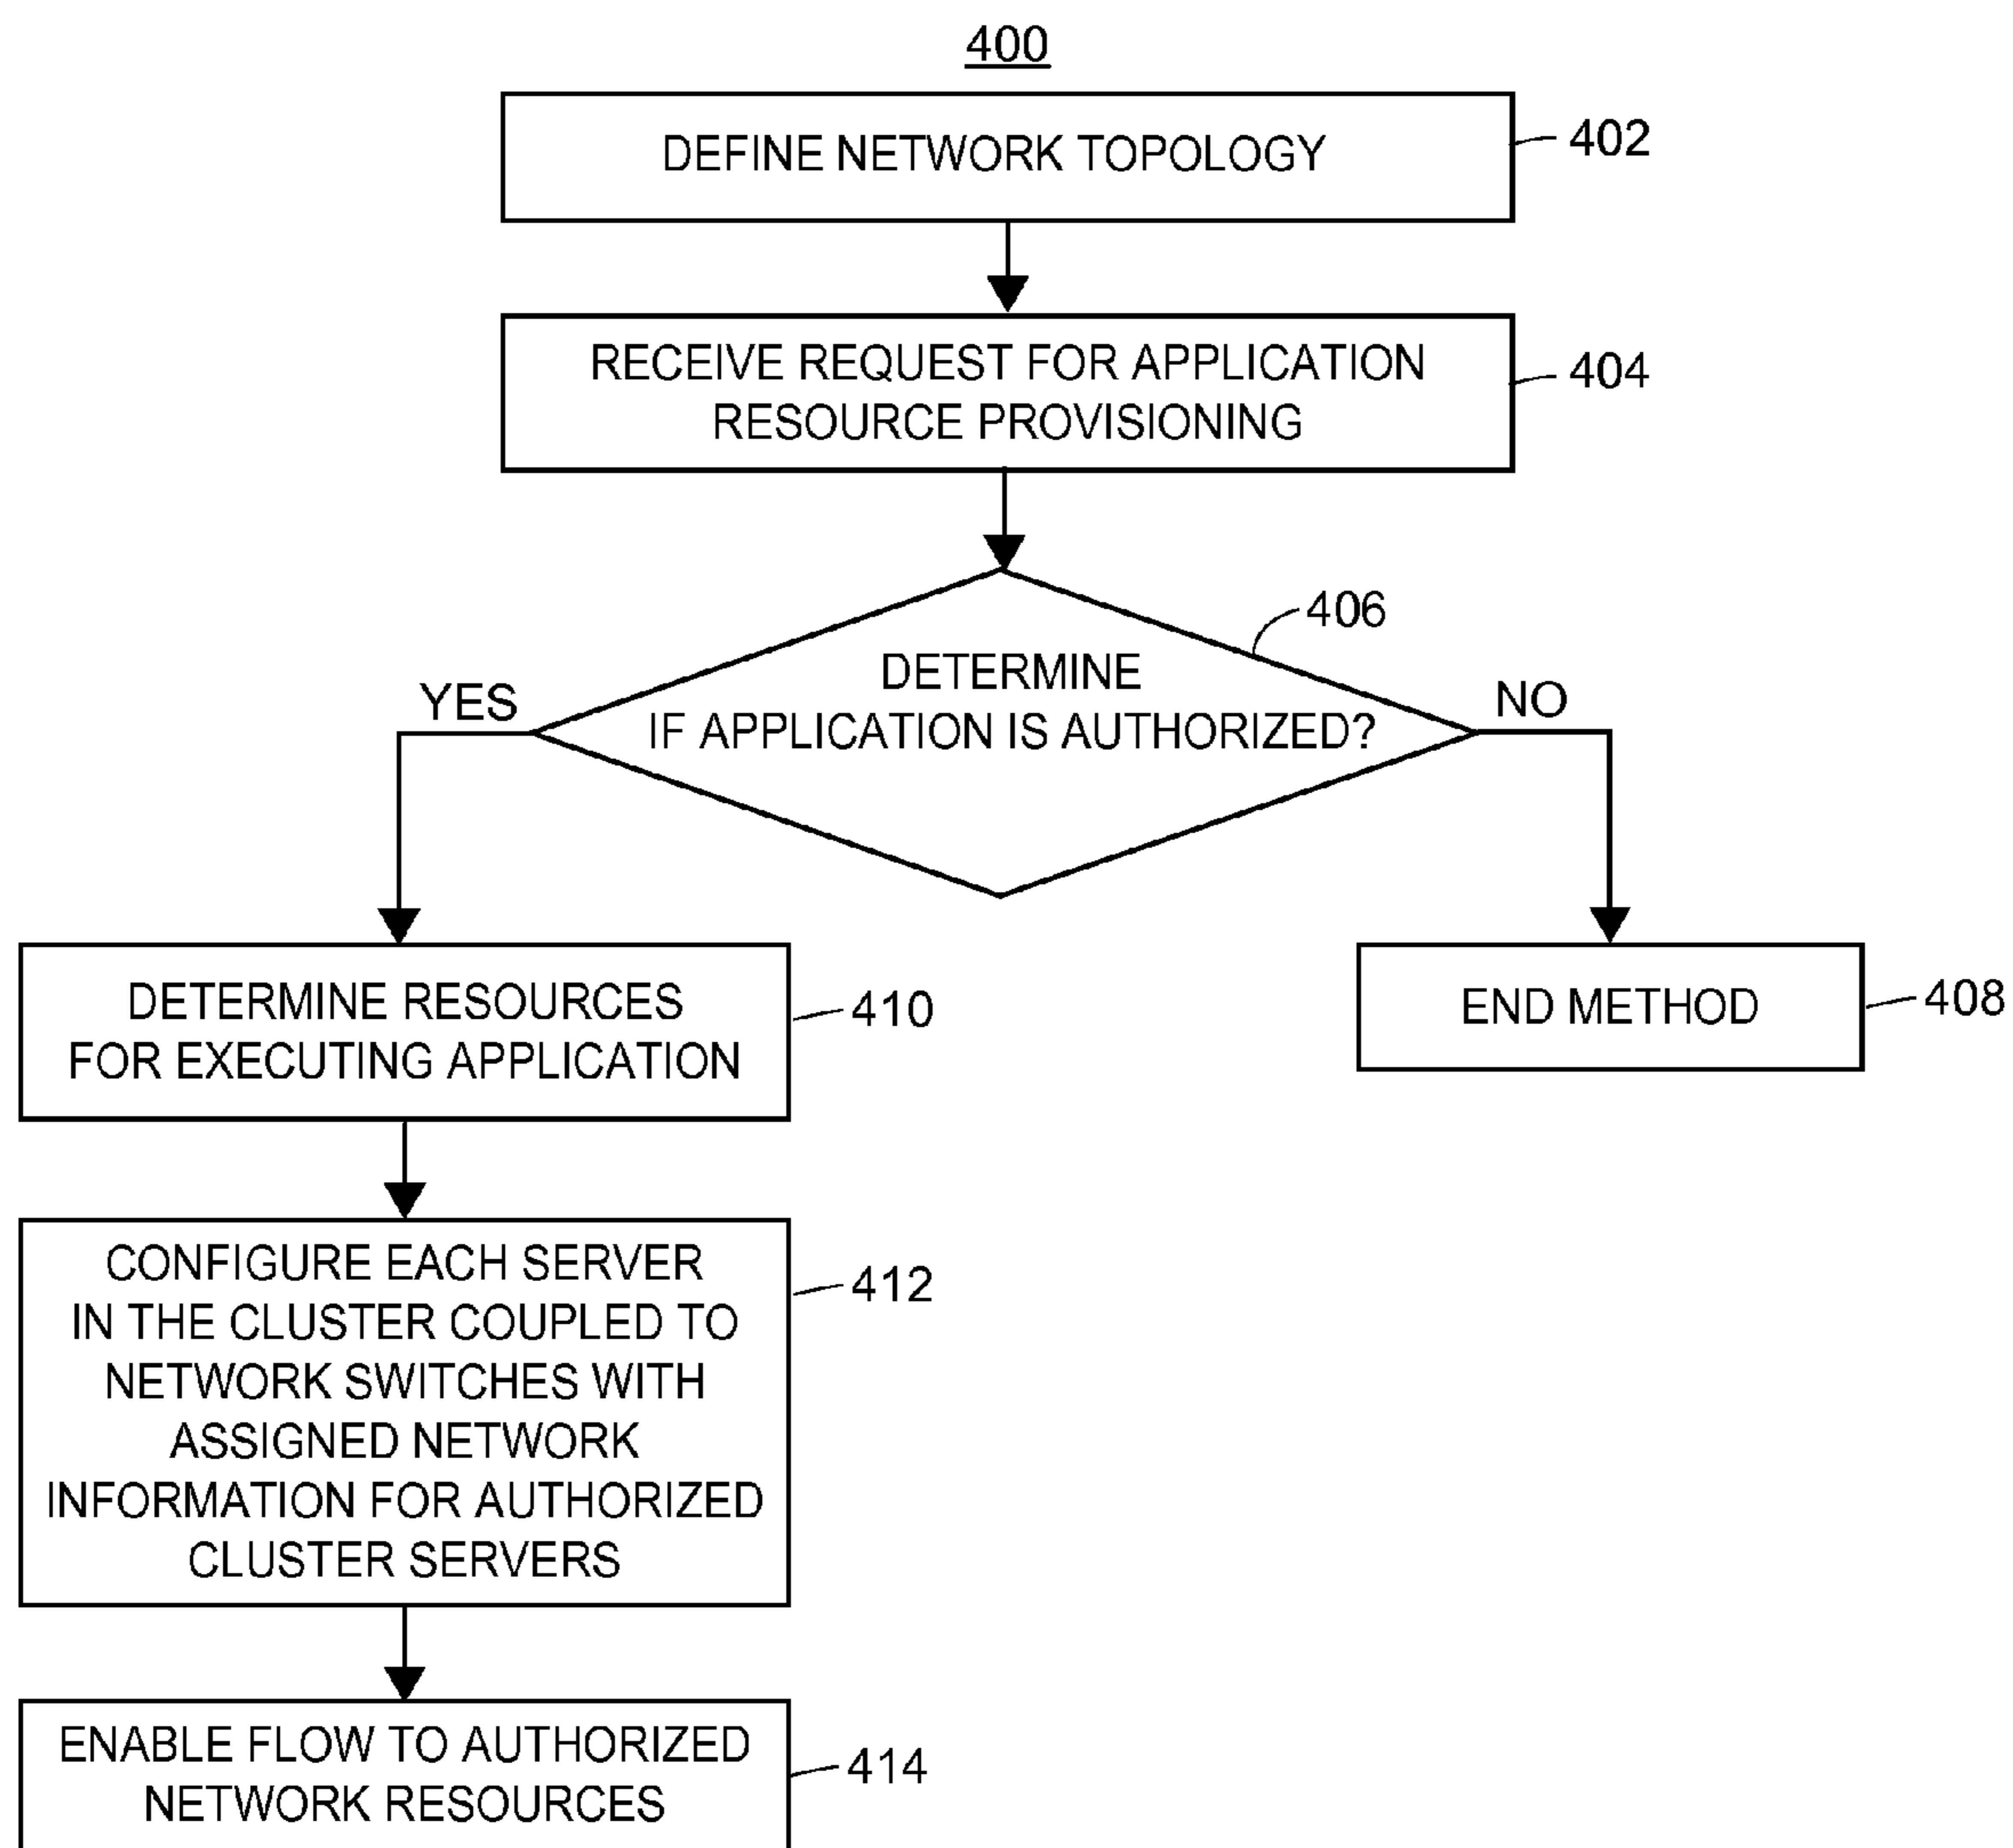 400
DEFINE NETWORK TOPOLOGY
402
RECEIVE REQUEST FOR APPLICATION
RESOURCE PROVISIONING
404
406
DETERMINE
IF APPLICATION IS AUTHORIZED?
YES
NO
DETERMINE RESOURCES
FOR EXECUTING APPLICATION
410
END METHOD
408
CONFIGURE EACH SERVER
IN THE CLUSTER COUPLED TO
NETWORK SWITCHES WITH
ASSIGNED NETWORK
INFORMATION FOR AUTHORIZED
CLUSTER SERVERS
412
ENABLE FLOW TO AUTHORIZED
NETWORK RESOURCES
414